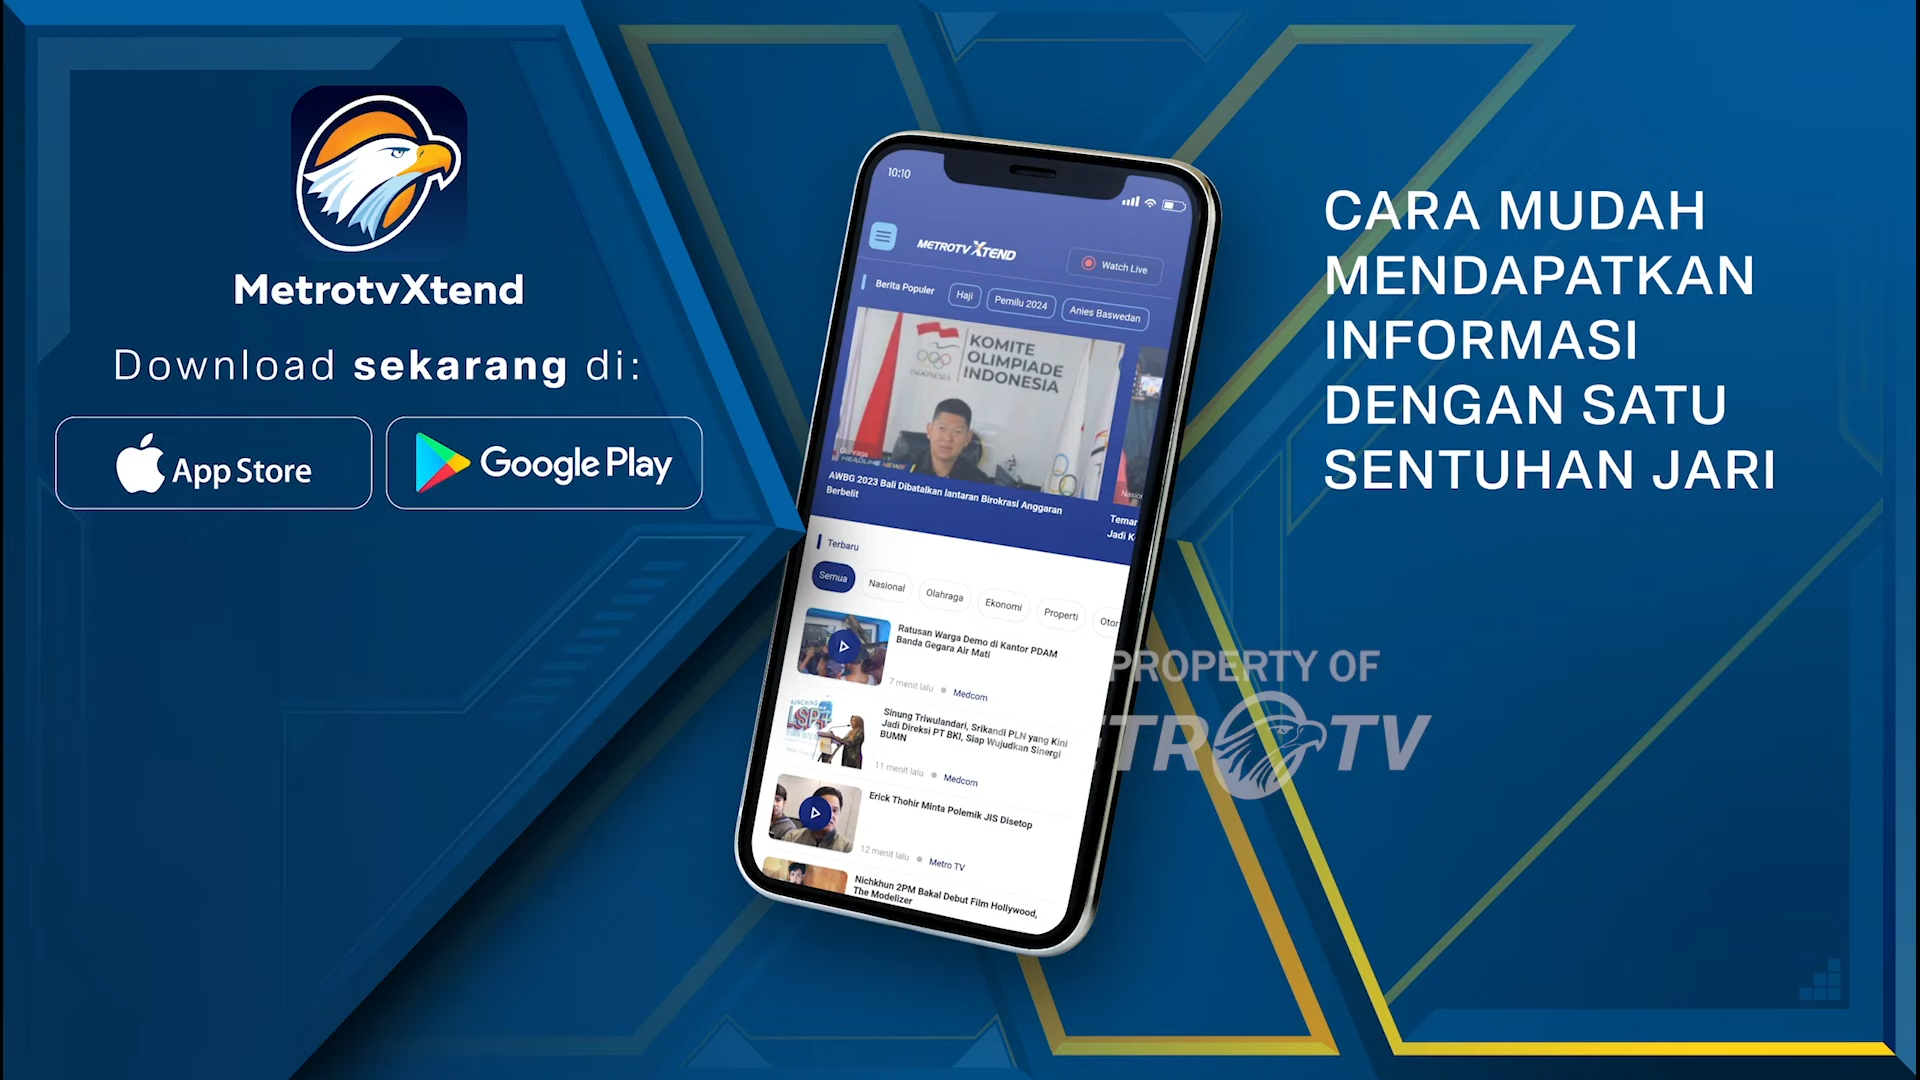 MetrotvXtend
Download sekarang di:
App Store
Google Play
10:10
METROTV XTEND
Watch Live
Berita Populer
Haji
Pemilu 2024
Anies Baswedan
KOMITE
OLIMPIADE
INDONESIA
INDONESIA
Olahraga
HEADLINE NEWS
AWBG 2023 Bali Dibatalkan lantaran Birokrasi Anggaran
Berbelit
Terbaru
Semua
Nasional
Olahraga
Ekonomi
Properti
Ratusan Warga Demo di Kantor PDAM
Banda Gegara Air Mati
7 menit lalu
Medcom
Sinung Triwulandari, Srikandi PLN yang Kini
Jadi Direksi PT BKI, Siap Wujudkan Sinergi
BUMN
11 menit lalu
Medcom
Erick Thohir Minta Polemik JIS Disetop
12 menit lalu
Metro TV
Nichkhun 2PM Bakal Debut Film Hollywood,
The Modelizer
CARA MUDAH
MENDAPATKAN
INFORMASI
DENGAN SATU
SENTUHAN JARI
PROPERTY OF
TV